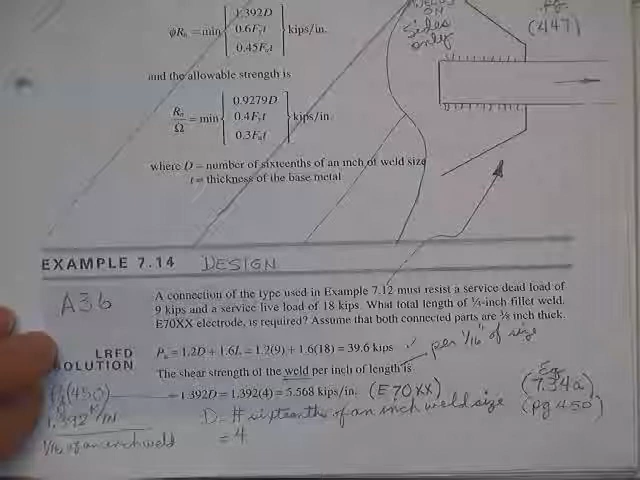 1.392D
φRn = min 0.6Fyt kips/in.
0.45Fut
and the allowable strength is
0.9279D
Rn/Ω = min 0.4Fyt kips/in.
0.3Fut
where D = number of sixteenths of an inch of weld size
t = thickness of the base metal
ON
sides
only
(447)
EXAMPLE 7.14 DESIGN
A36
A connection of the type used in Example 7.12 must resist a service dead load of
9 kips and a service live load of 18 kips. What total length of ¼-inch fillet weld,
E70XX electrode, is required? Assume that both connected parts are ⅜ inch thick.
LRFD
SOLUTION
Pu = 1.2D + 1.6L = 1.2(9) + 1.6(18) = 39.6 kips
per 1/16" of size
The shear strength of the weld per inch of length is
1.392D = 1.392(4) = 5.568 kips/in. (E70XX)
Eq
(7.34a)
(pg 450)
(450)
1.392 k/in
1/16 of an inch weld
D = # sixteenths of an inch weld size
= 4